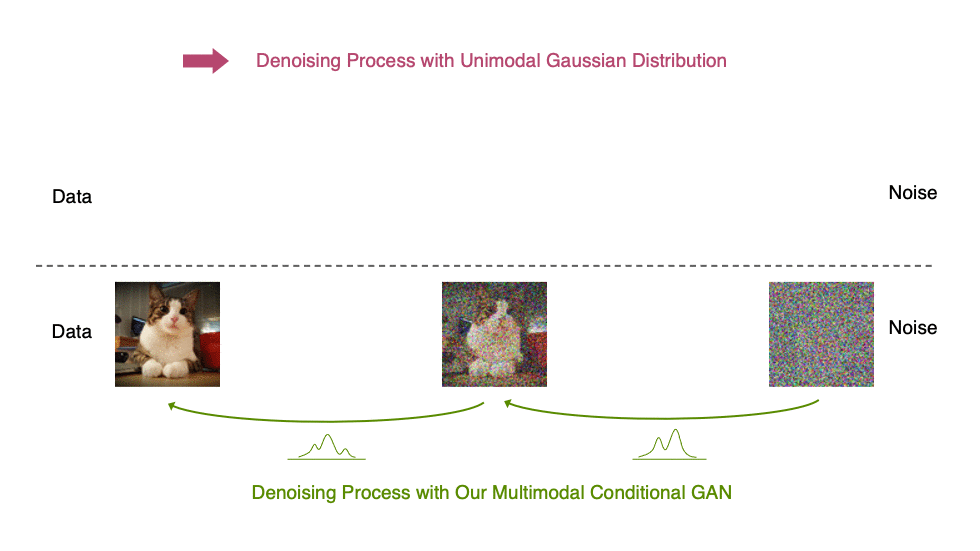 Denoising Process with Unimodal Gaussian Distribution
Data
Noise
Data
Noise
Denoising Process with Our Multimodal Conditional GAN